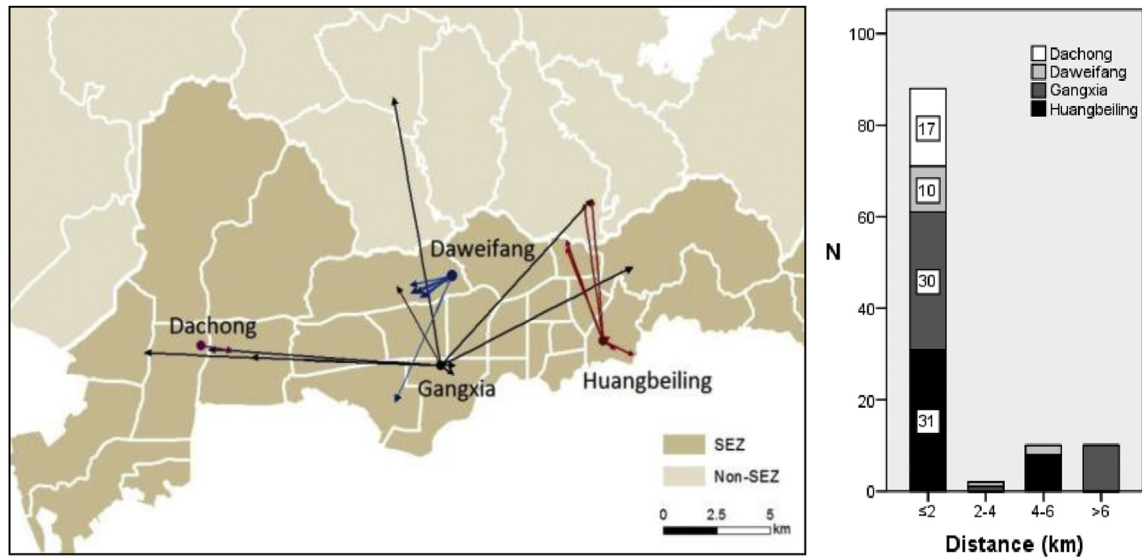 Daweifang
Dachong
Gangxia
Huangbeiling
SEZ
Non-SEZ
0 2.5 5
km
100
80
60
40
20
0
N
Dachong
Daweifang
Gangxia
Huangbeiling
17
10
30
31
≤2 2-4 4-6 >6
Distance (km)